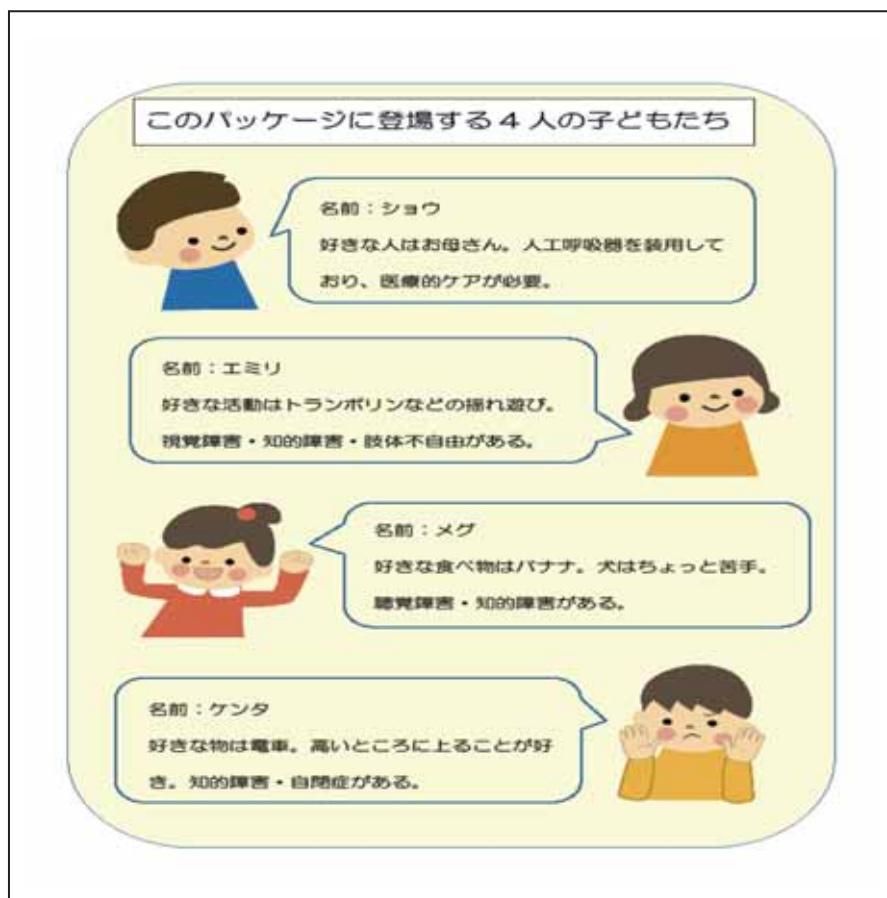 このパッケージに登場する4人の子どもたち
名前：ショウ
好きな人はお母さん。人工呼吸器を装用して
おり、医療的ケアが必要。
名前：エミリ
好きな活動はトランポリンなどの揺れ遊び。
視覚障害・知的障害・肢体不自由がある。
名前：メグ
好きな食べ物はバナナ。犬はちょっと苦手。
聴覚障害・知的障害がある。
名前：ケンタ
好きな物は電車。高いところに上ることが好
き。知的障害・自閉症がある。